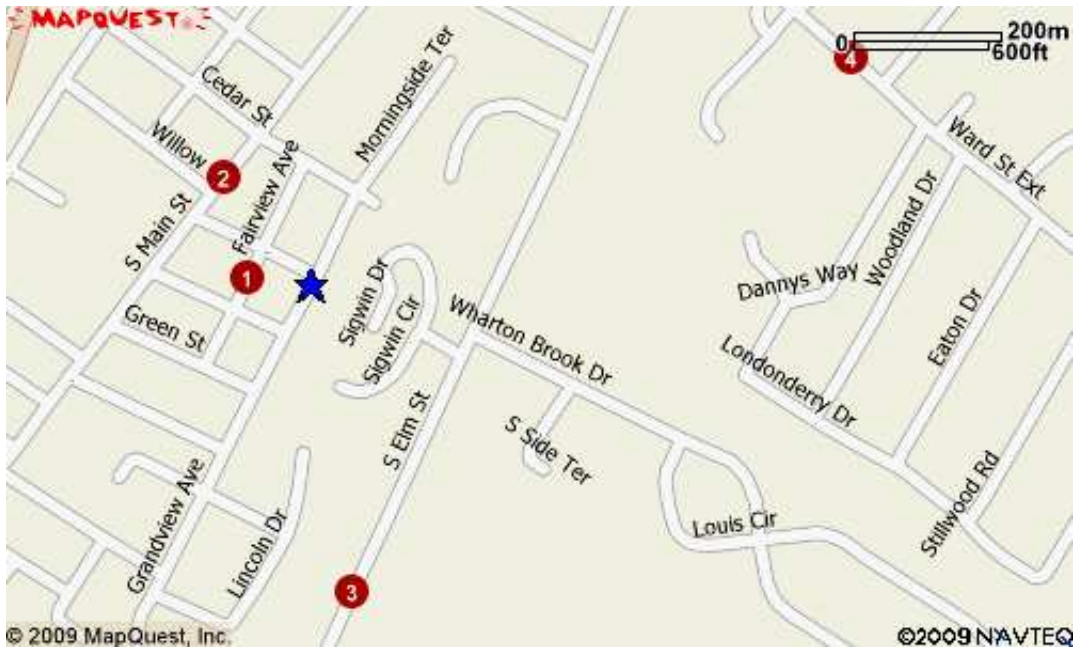 MAPQUEST
0 200m
600ft
4
Cedar St
Morningside Ter
Willow
2
Fairview Ave
Ward St Ext
S Main St
Woodland Dr
1
Dannys Way
Green St
Sigwin Dr
Sigwin Cir
Wharton Brook Dr
Eaton Dr
Londonderry Dr
S Elm St
S Side Ter
Grandview Ave
Lincoln Dr
Louis Cir
Stillwood Rd
3
© 2009 MapQuest, Inc.
©2009 NAVTEQ